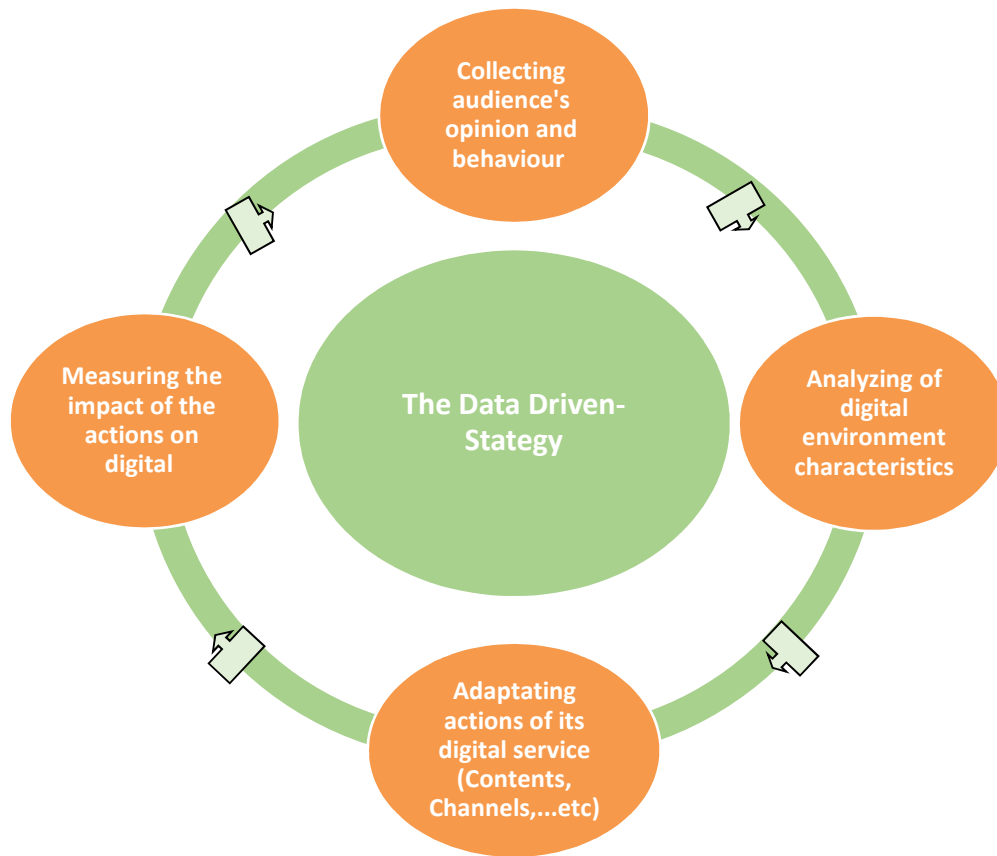 Collecting
audience's
opinion and
behaviour
Measuring the
impact of the
actions on
digital
The Data Driven-
Stategy
Analyzing of
digital
environment
characteristics
Adaptating
actions of its
digital service
(Contents,
Channels,...etc)